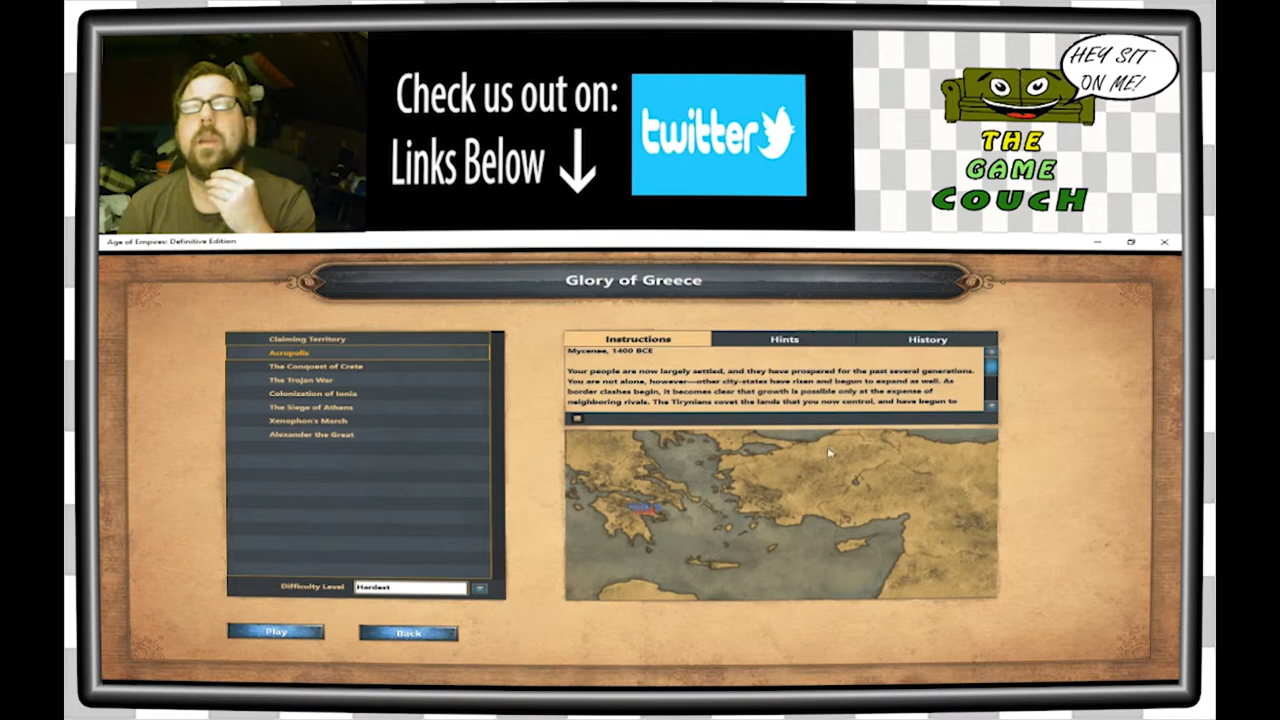 HEY SIT
ON ME!
Check us out on:
Links Below
twitter
THE
GAME
COUCH
Age of Empires: Definitive Edition
Glory of Greece
Claiming Territory
Acropolis
The Conquest of Crete
The Trojan War
Colonization of Ionia
The Siege of Athens
Xenophon's March
Alexander the Great
Difficulty Level
Hardest
Play
Back
Instructions
Hints
History
Mycenae, 1400 BCE
Your people are now largely settled, and they have prospered for the past several generations.
You are not alone, however—other city-states have risen and begun to expand as well. As
border clashes begin, it becomes clear that growth is possible only at the expense of
neighboring rivals. The Tirynians covet the lands that you now control, and have begun to